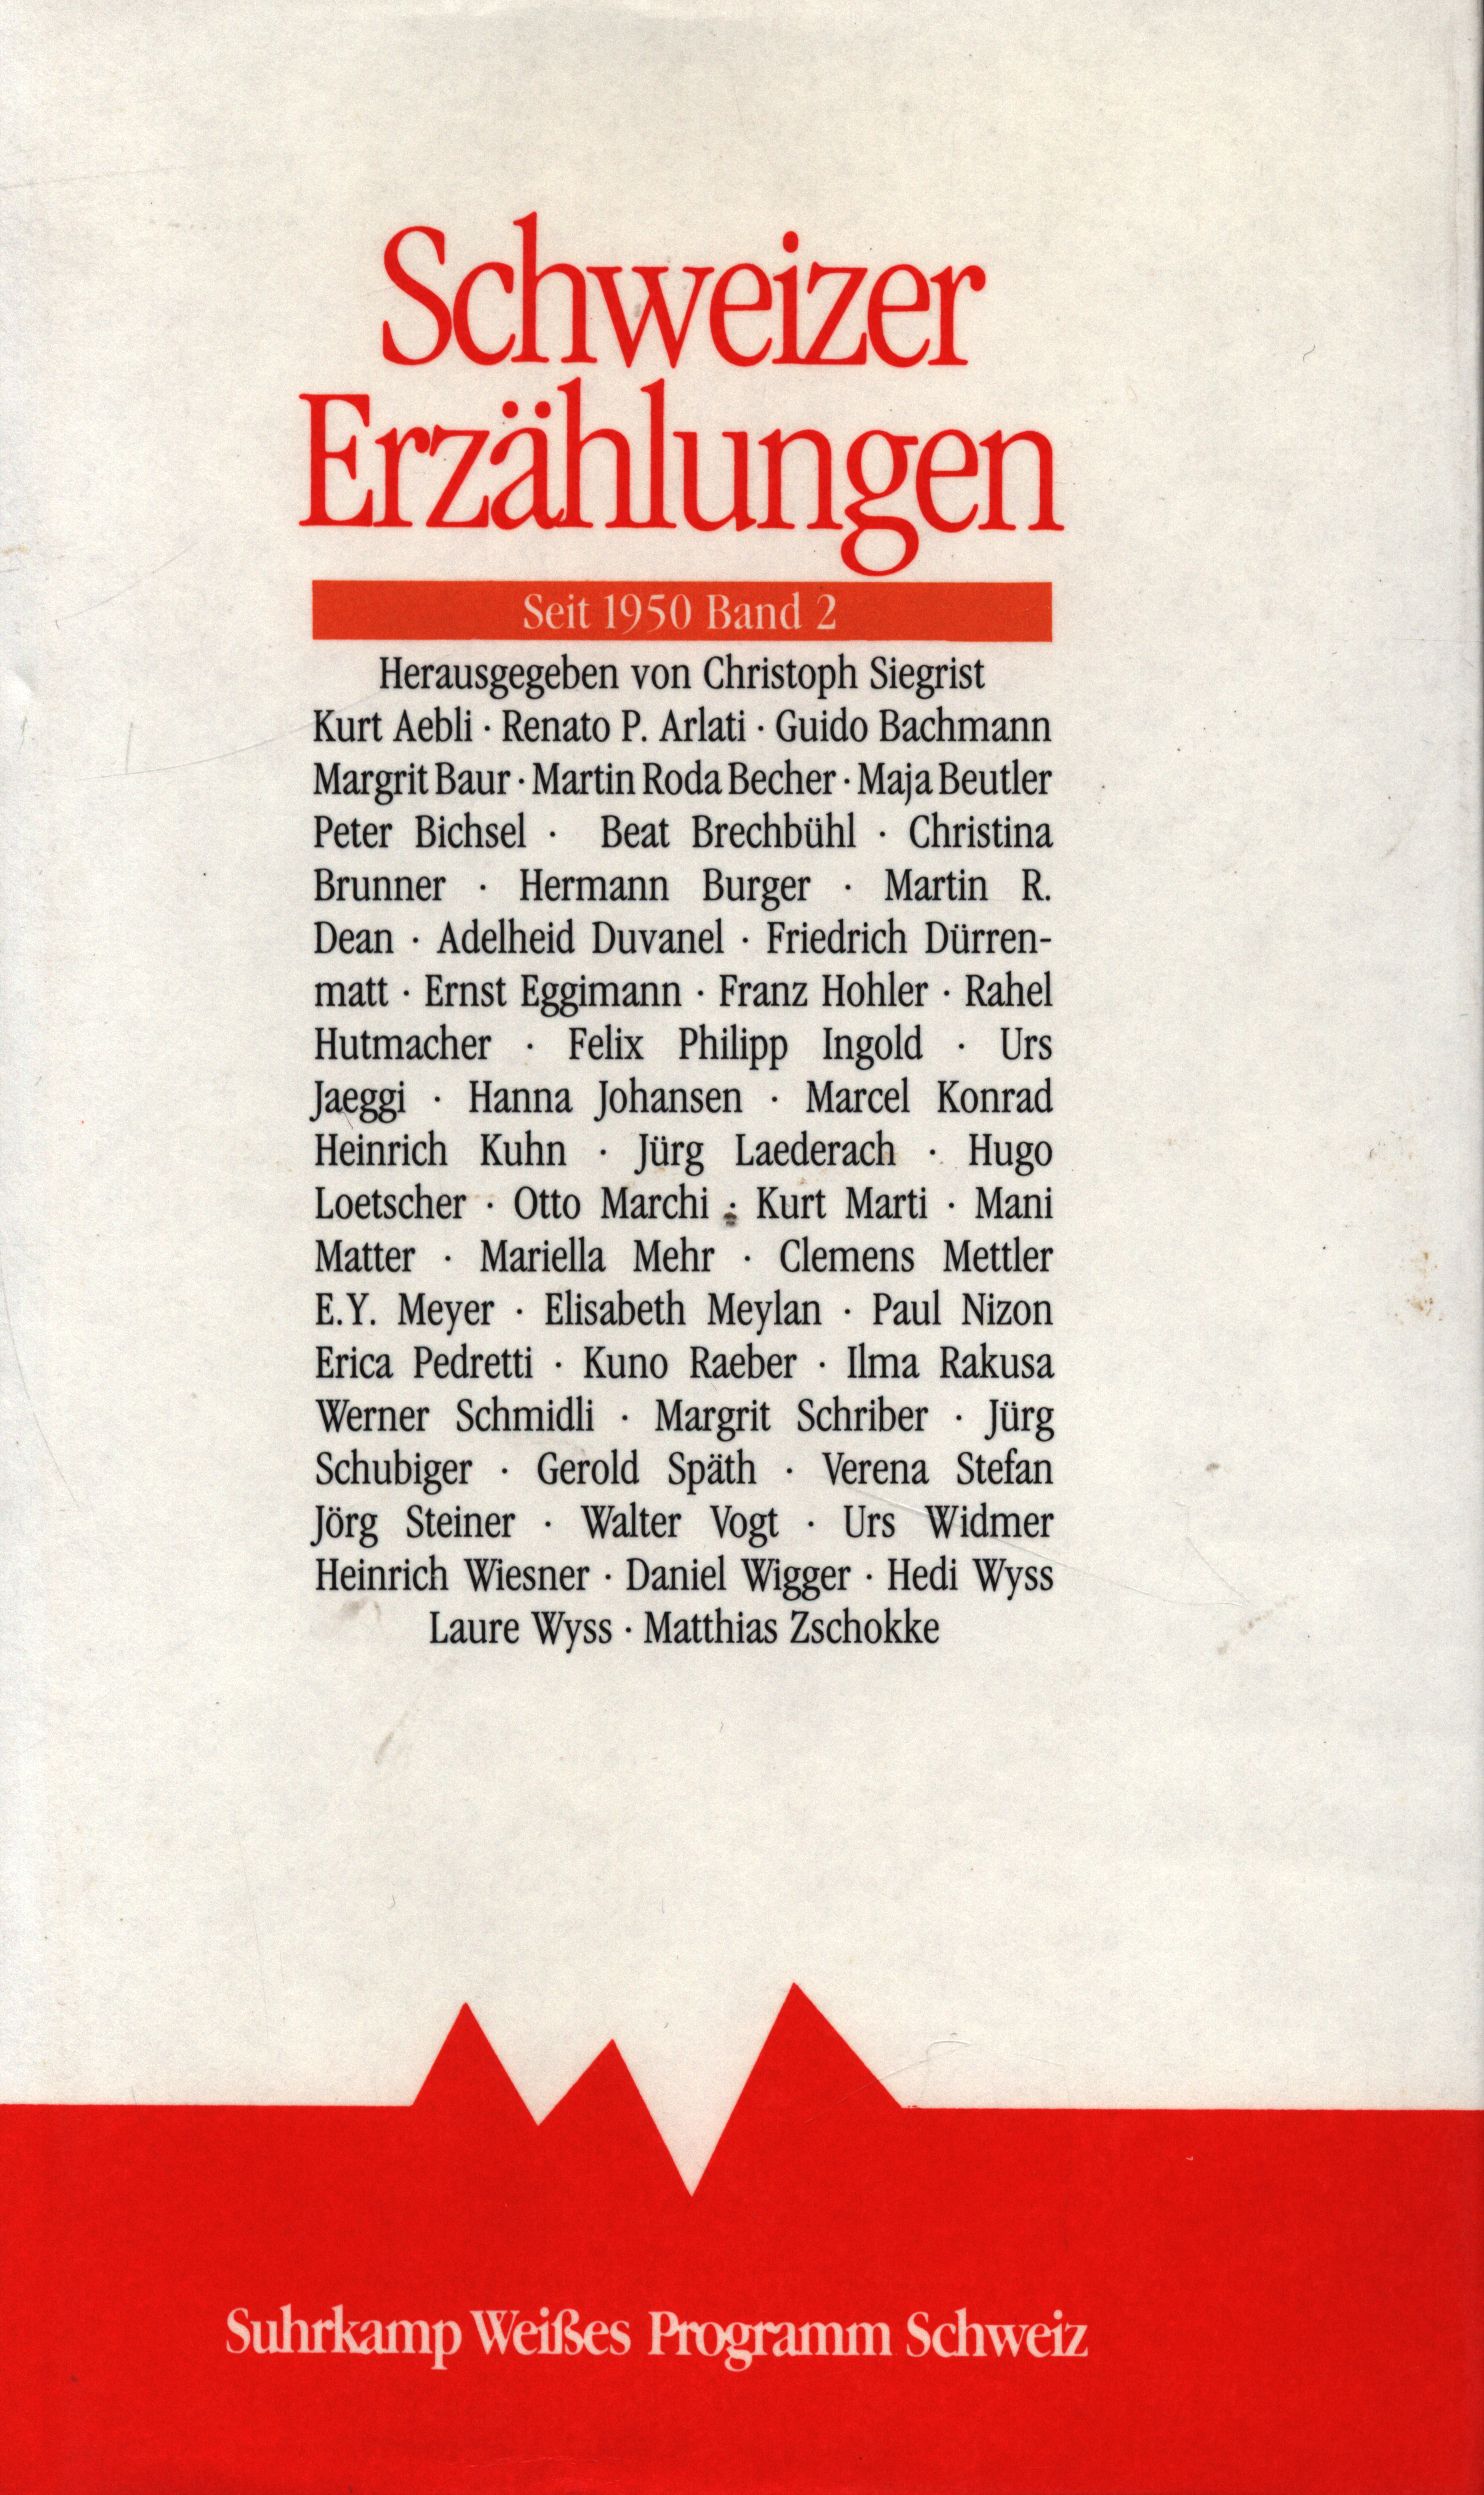 Schweizer
Erzählungen
Seit 1950 Band 2
Herausgegeben von Christoph Siegrist
Kurt Aebli · Renato P. Arlati · Guido Bachmann
Margrit Baur · Martin Roda Becher · Maja Beutler
Peter Bichsel · Beat Brechbühl · Christina
Brunner · Hermann Burger · Martin R.
Dean · Adelheid Duvanel · Friedrich Dürren-
matt · Ernst Eggimann · Franz Hohler · Rahel
Hutmacher · Felix Philipp Ingold · Urs
Jaeggi · Hanna Johansen · Marcel Konrad
Heinrich Kuhn · Jürg Laederach · Hugo
Loetscher · Otto Marchi · Kurt Marti · Mani
Matter · Mariella Mehr · Clemens Mettler
E.Y. Meyer · Elisabeth Meylan · Paul Nizon
Erica Pedretti · Kuno Raeber · Ilma Rakusa
Werner Schmidli · Margrit Schriber · Jürg
Schubiger · Gerold Späth · Verena Stefan
Jörg Steiner · Walter Vogt · Urs Widmer
Heinrich Wiesner · Daniel Wigger · Hedi Wyss
Laure Wyss · Matthias Zschokke
Suhrkamp Weißes Programm Schweiz